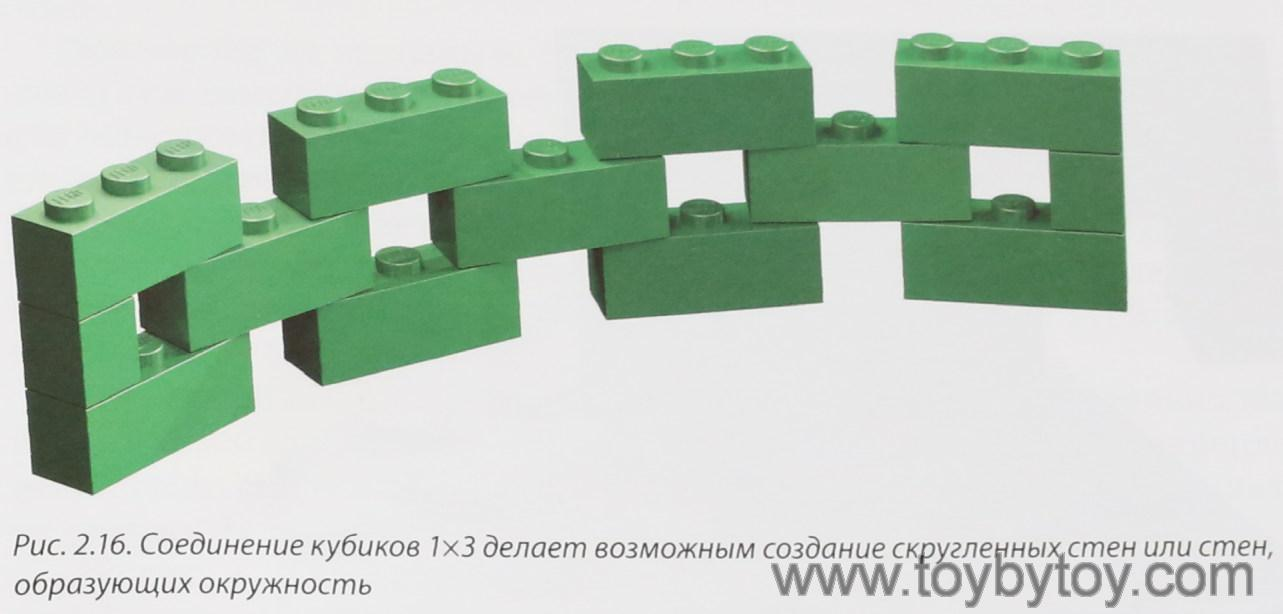 Рис. 2.16. Соединение кубиков 1×3 делает возможным создание скругленных стен или стен,
образующих окружность
www.toybytoy.com